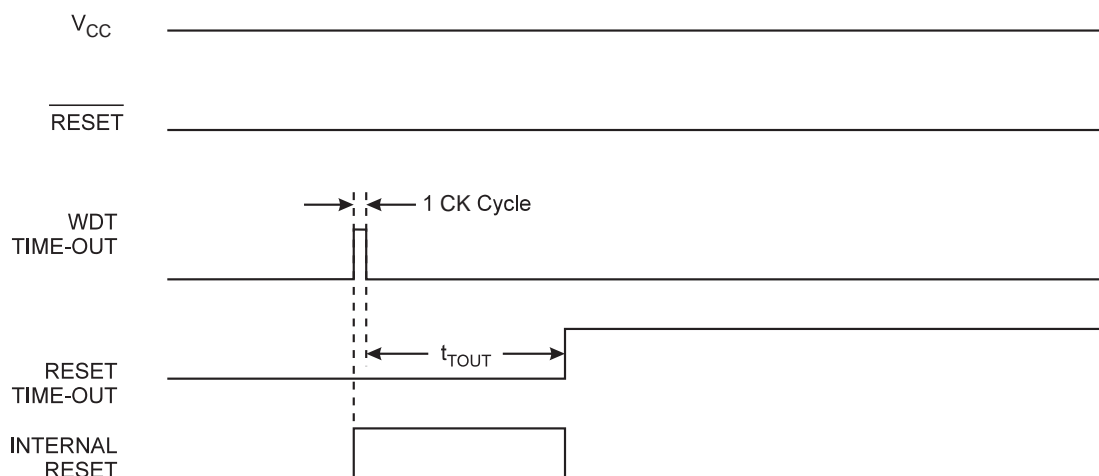 VCC
RESET
1 CK Cycle
WDT
TIME-OUT
tTOUT
RESET
TIME-OUT
INTERNAL
RESET